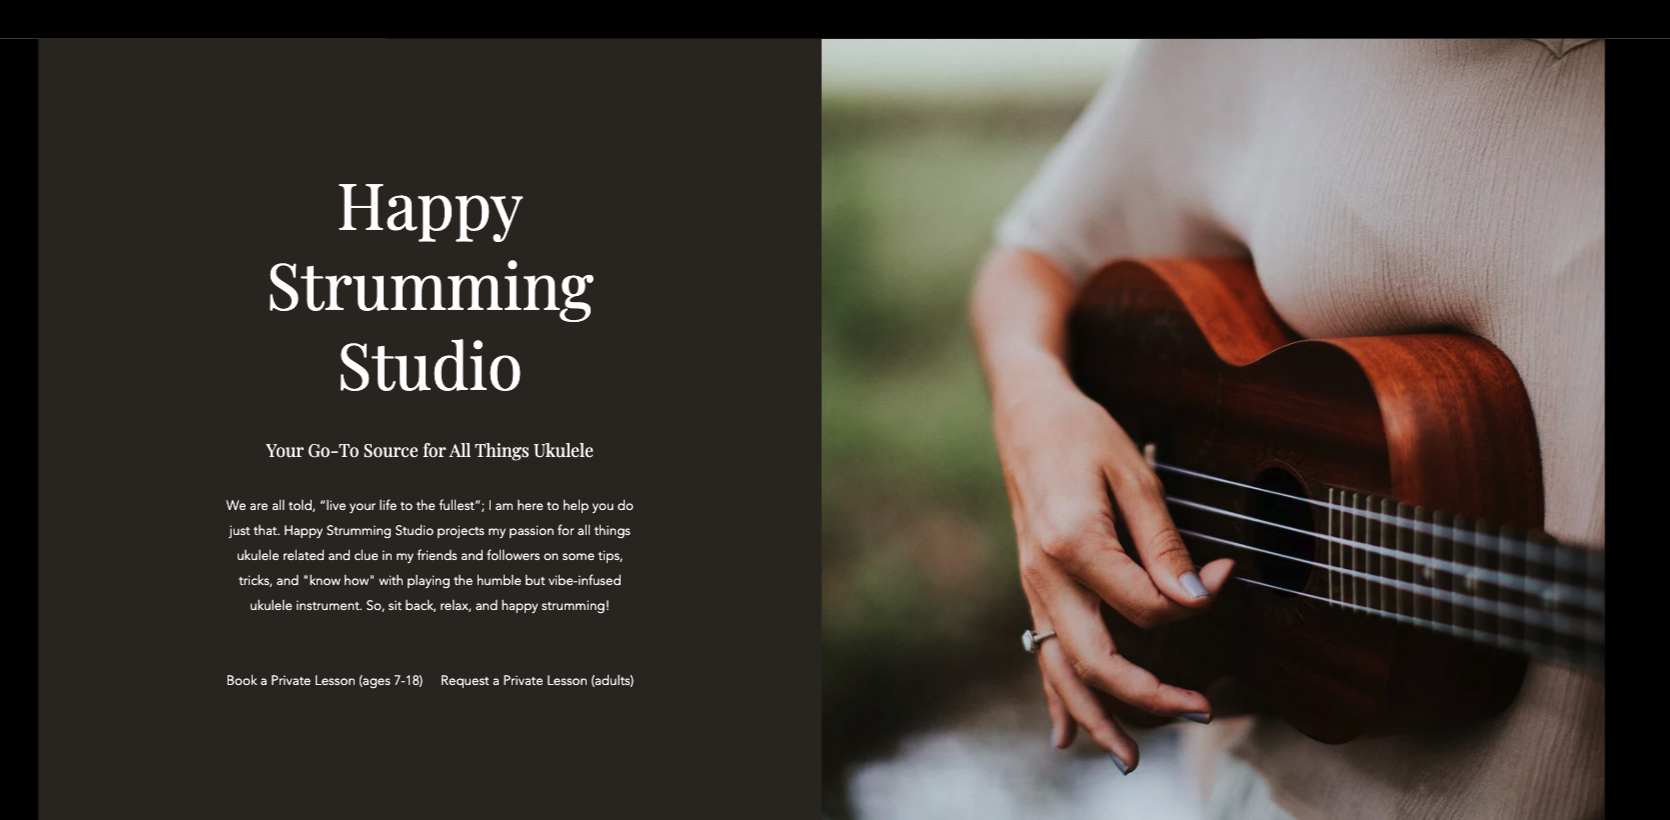 Happy
Strumming
Studio
Your Go-To Source for All Things Ukulele
We are all told, “live your life to the fullest”; I am here to help you do
just that. Happy Strumming Studio projects my passion for all things
ukulele related and clue in my friends and followers on some tips,
tricks, and "know how" with playing the humble but vibe-infused
ukulele instrument. So, sit back, relax, and happy strumming!
Book a Private Lesson (ages 7-18) Request a Private Lesson (adults)